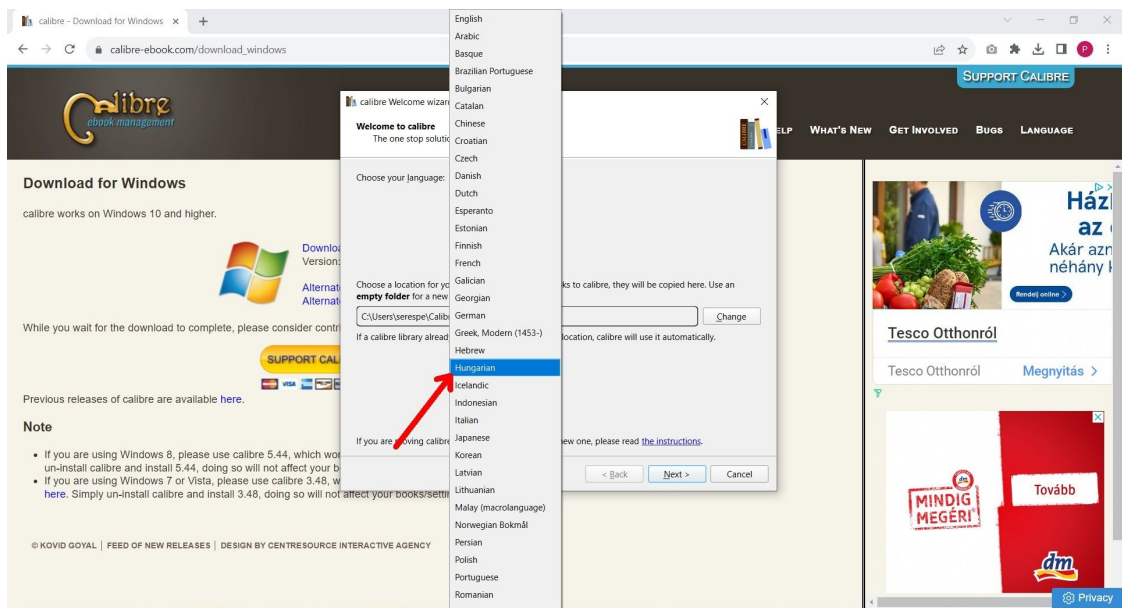 calibre - Download for Windows
calibre-ebook.com/download_windows
P
SUPPORT CALIBRE
Calibre
ebook management
WHAT'S NEW
GET INVOLVED
BUGS
LANGUAGE
Download for Windows
calibre works on Windows 10 and higher.
Version:
While you wait for the download to complete, please consider
SUPPORT
VISA
Previous releases of calibre are available here.
Note
If you are using Windows 8, please use calibre 5.44, which
un-install calibre and install 5.44, doing so will not affect your
If you are using Windows 7 or Vista, please use calibre 3.48,
here. Simply un-install calibre and install 3.48, doing so will not affect your
© KOVID GOYAL | FEED OF NEW RELEASES | DESIGN BY CENTRESOURCE INTERACTIVE AGENCY
calibre Welcome
Welcome to calibre
The one stop
CALIBRE
Choose your language:
Choose a location for
ks to calibre, they will be copied here. Use an
empty folder for a new
C:\Users\serespe\
Change
If a calibre library
location, calibre will use it automatically.
If you are moving
new one, please read the instructions.
< Back
Next >
Cancel
English
Arabic
Basque
Brazilian Portuguese
Bulgarian
Catalan
Chinese
Croatian
Czech
Danish
Dutch
Esperanto
Estonian
Finnish
French
Galician
Georgian
German
Greek, Modern (1453-)
Hebrew
Hungarian
Icelandic
Indonesian
Italian
Japanese
Korean
Latvian
Lithuanian
Malay (macrolanguage)
Norwegian Bokmål
Persian
Polish
Portuguese
Romanian
Ház
az
Akár azn
néhány
Rendelj online >
Tesco Otthonról
Tesco Otthonról
Megnyitás >
MINDIG
MEGÉRI
Tovább
dm
Privacy